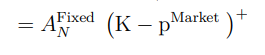 = A_N^Fixed (K − p^Market)^+